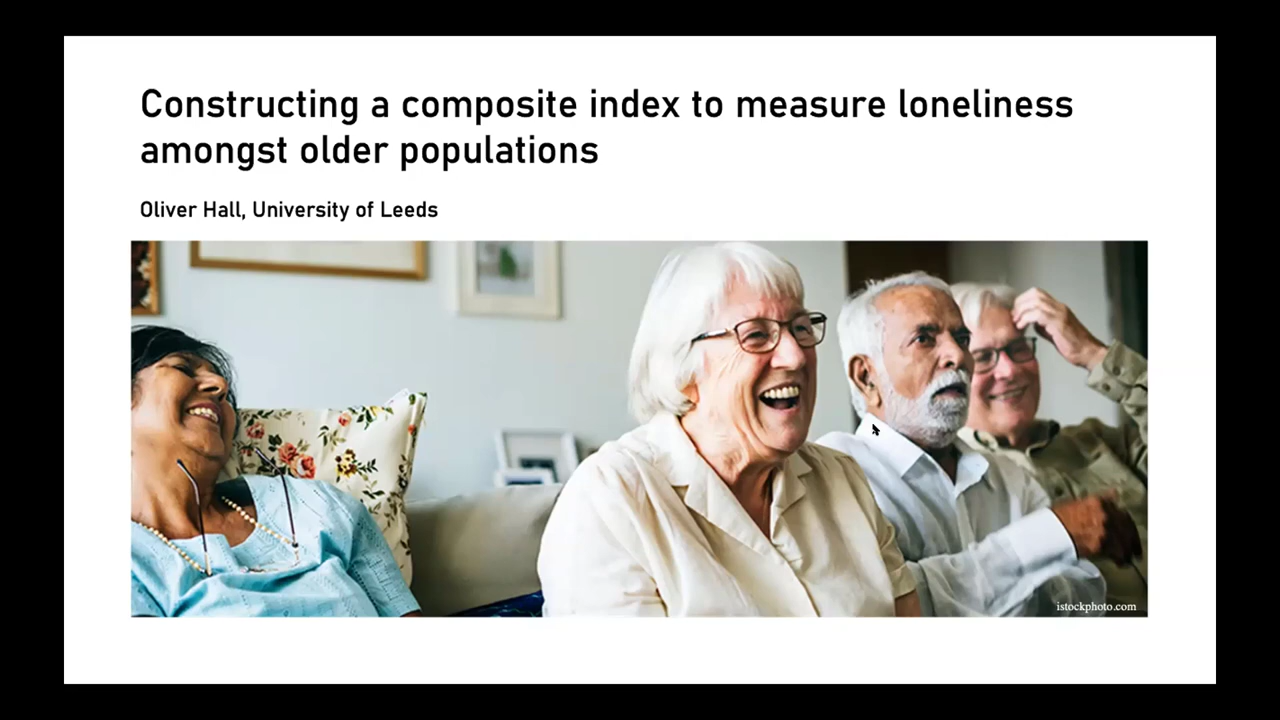 Constructing a composite index to measure loneliness
amongst older populations
Oliver Hall, University of Leeds
istockphoto.com